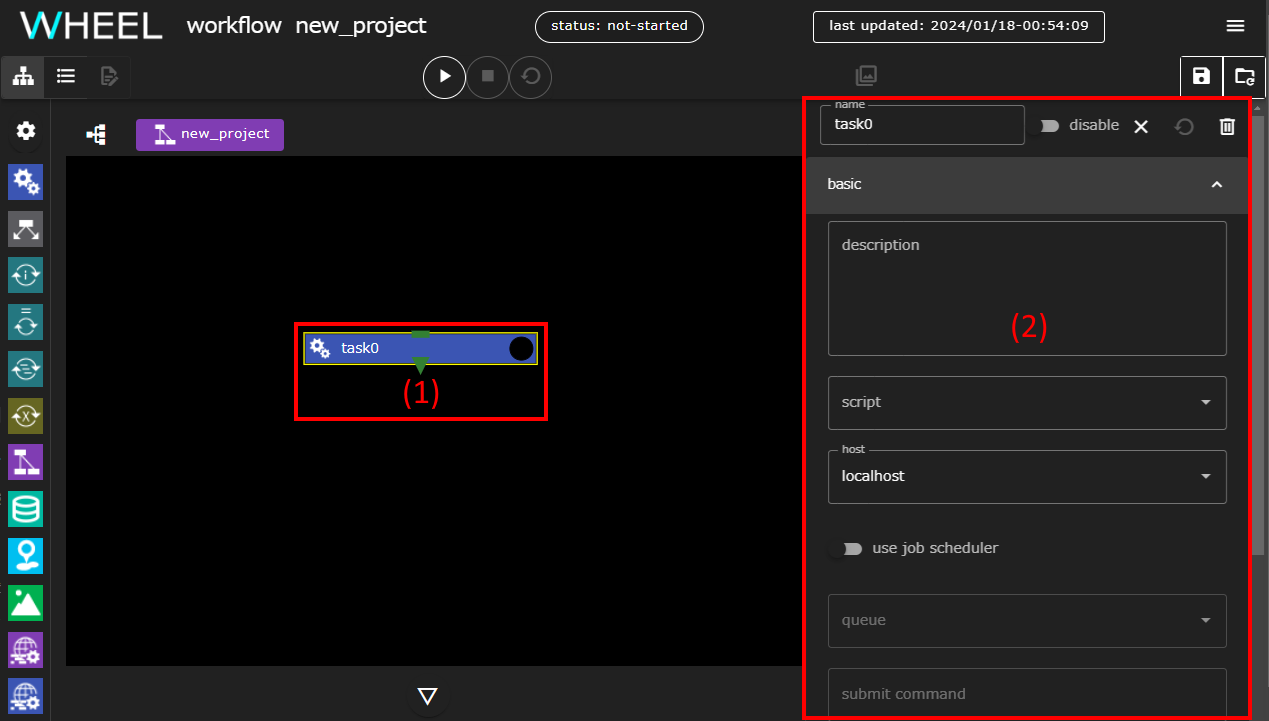 WHEEL workflow new_project status: not-started last updated: 2024/01/18-00:54:09
new_project
name
task0 disable
basic
description
(2)
task0
(1)
script
host
localhost
use job scheduler
queue
submit command